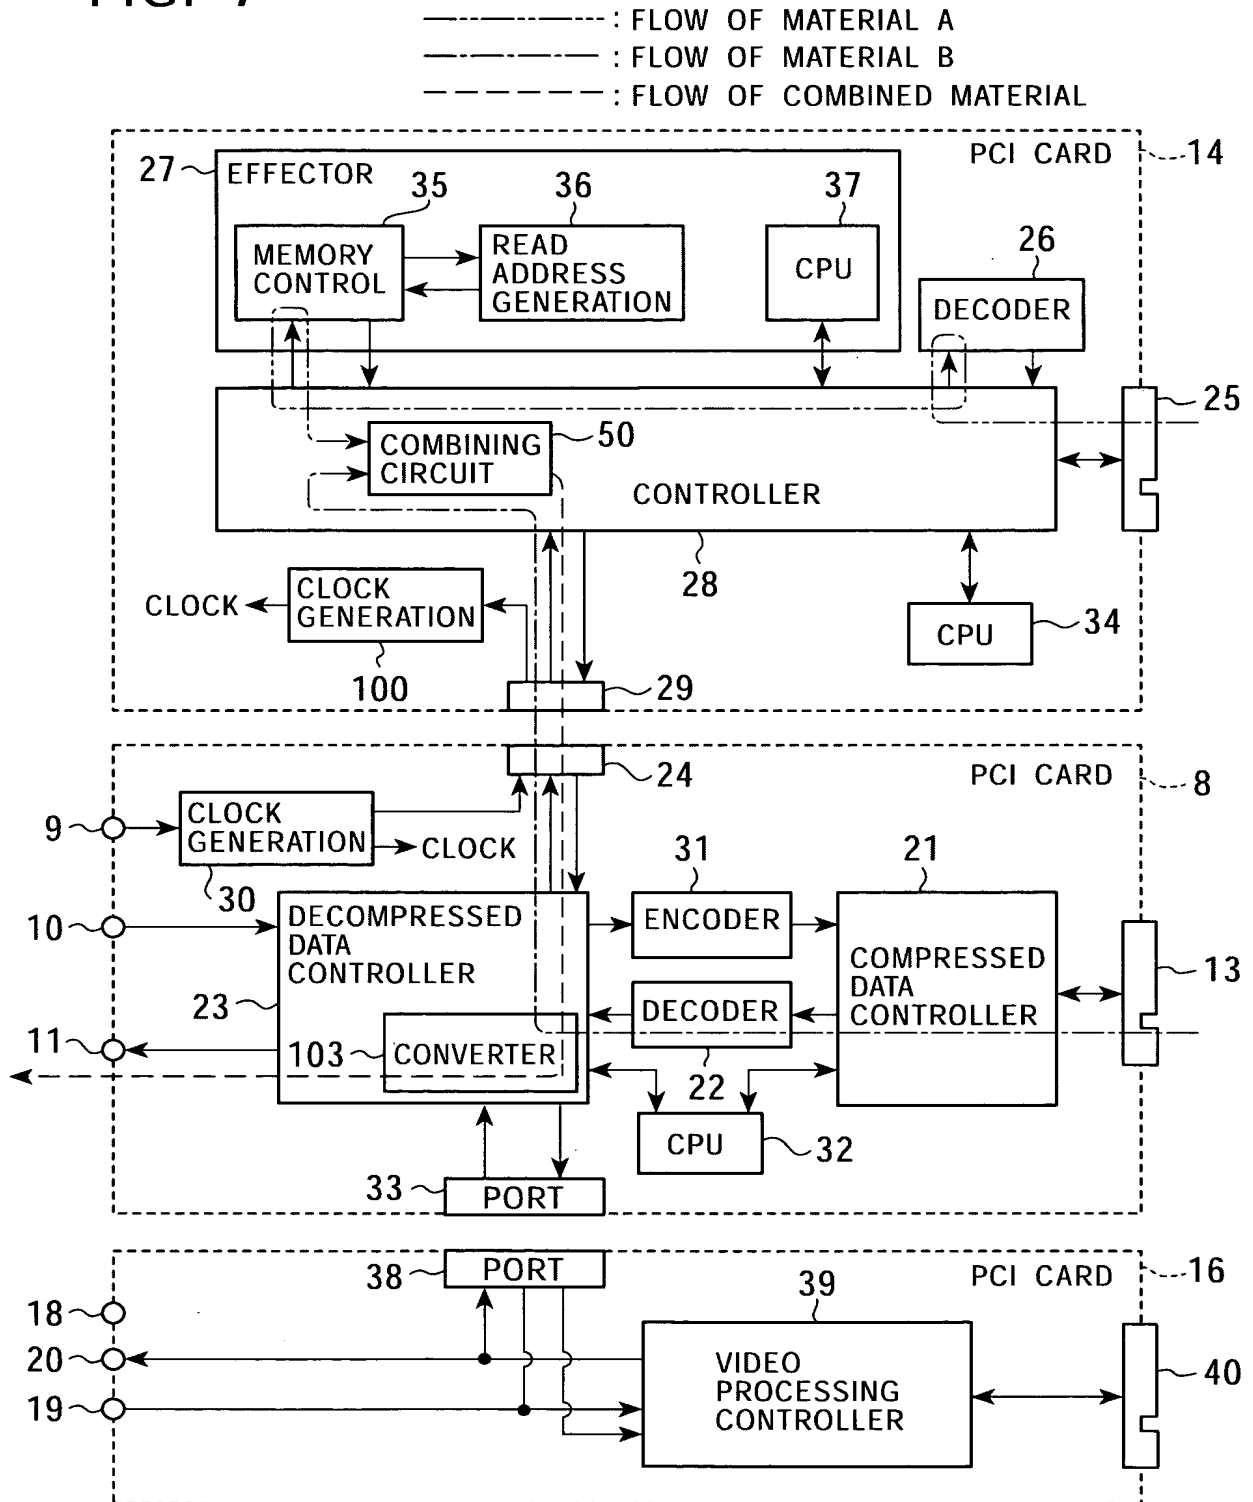 : FLOW OF MATERIAL A
: FLOW OF MATERIAL B
: FLOW OF COMBINED MATERIAL
PCI CARD
14
27
EFFECTOR
35
36
37
MEMORY
CONTROL
READ
ADDRESS
GENERATION
CPU
26
DECODER
25
COMBINING
CIRCUIT
50
CONTROLLER
28
CLOCK
CLOCK
GENERATION
100
CPU
34
29
24
PCI CARD
8
9
CLOCK
GENERATION
CLOCK
30
31
21
10
DECOMPRESSED
DATA
CONTROLLER
ENCODER
COMPRESSED
DATA
CONTROLLER
13
23
DECODER
11
103
CONVERTER
22
CPU
32
33
PORT
38
PORT
PCI CARD
16
18
39
20
VIDEO
PROCESSING
CONTROLLER
40
19